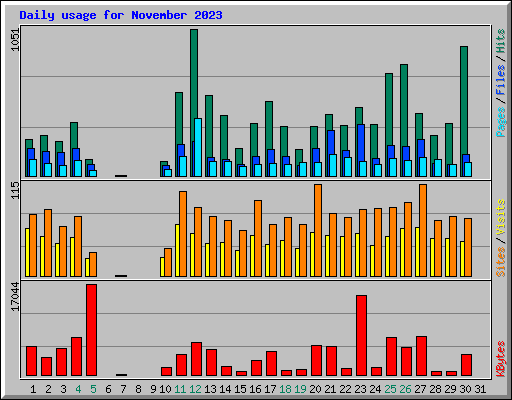 Daily usage for November 2023
1051
Pages / Files / Hits
115
Sites / Visits
17044
KBytes
1 2 3 4 5 6 7 8 9 10 11 12 13 14 15 16 17 18 19 20 21 22 23 24 25 26 27 28 29 30 31